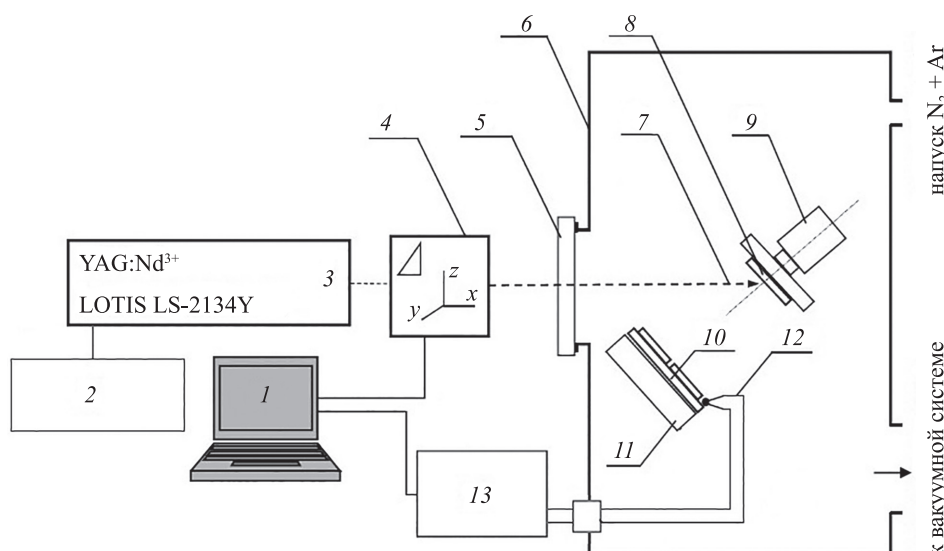 6
8
напуск N₂ + Ar
4
5
7
9
YAG:Nd³⁺
3
LOTIS LS-2134Y
z
x
y
10
12
2
1
11
13
к вакуумной системе